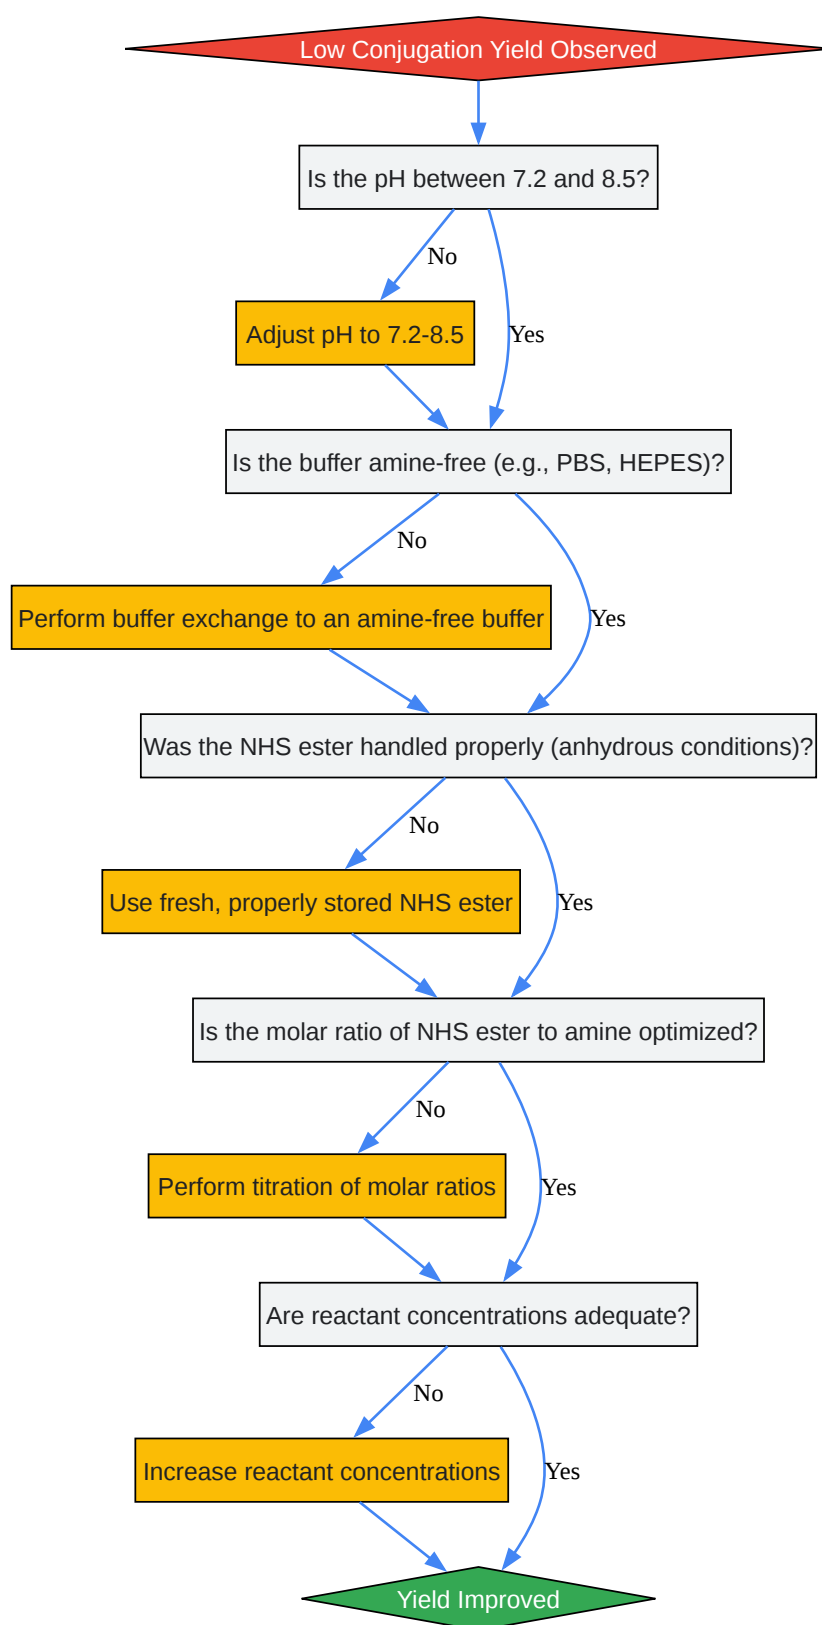 Low Conjugation Yield Observed
Is the pH between 7.2 and 8.5?
No
Adjust pH to 7.2-8.5
Yes
Is the buffer amine-free (e.g., PBS, HEPES)?
No
Perform buffer exchange to an amine-free buffer
Yes
Was the NHS ester handled properly (anhydrous conditions)?
No
Use fresh, properly stored NHS ester
Yes
Is the molar ratio of NHS ester to amine optimized?
No
Perform titration of molar ratios
Yes
Are reactant concentrations adequate?
No
Increase reactant concentrations
Yes
Yield Improved